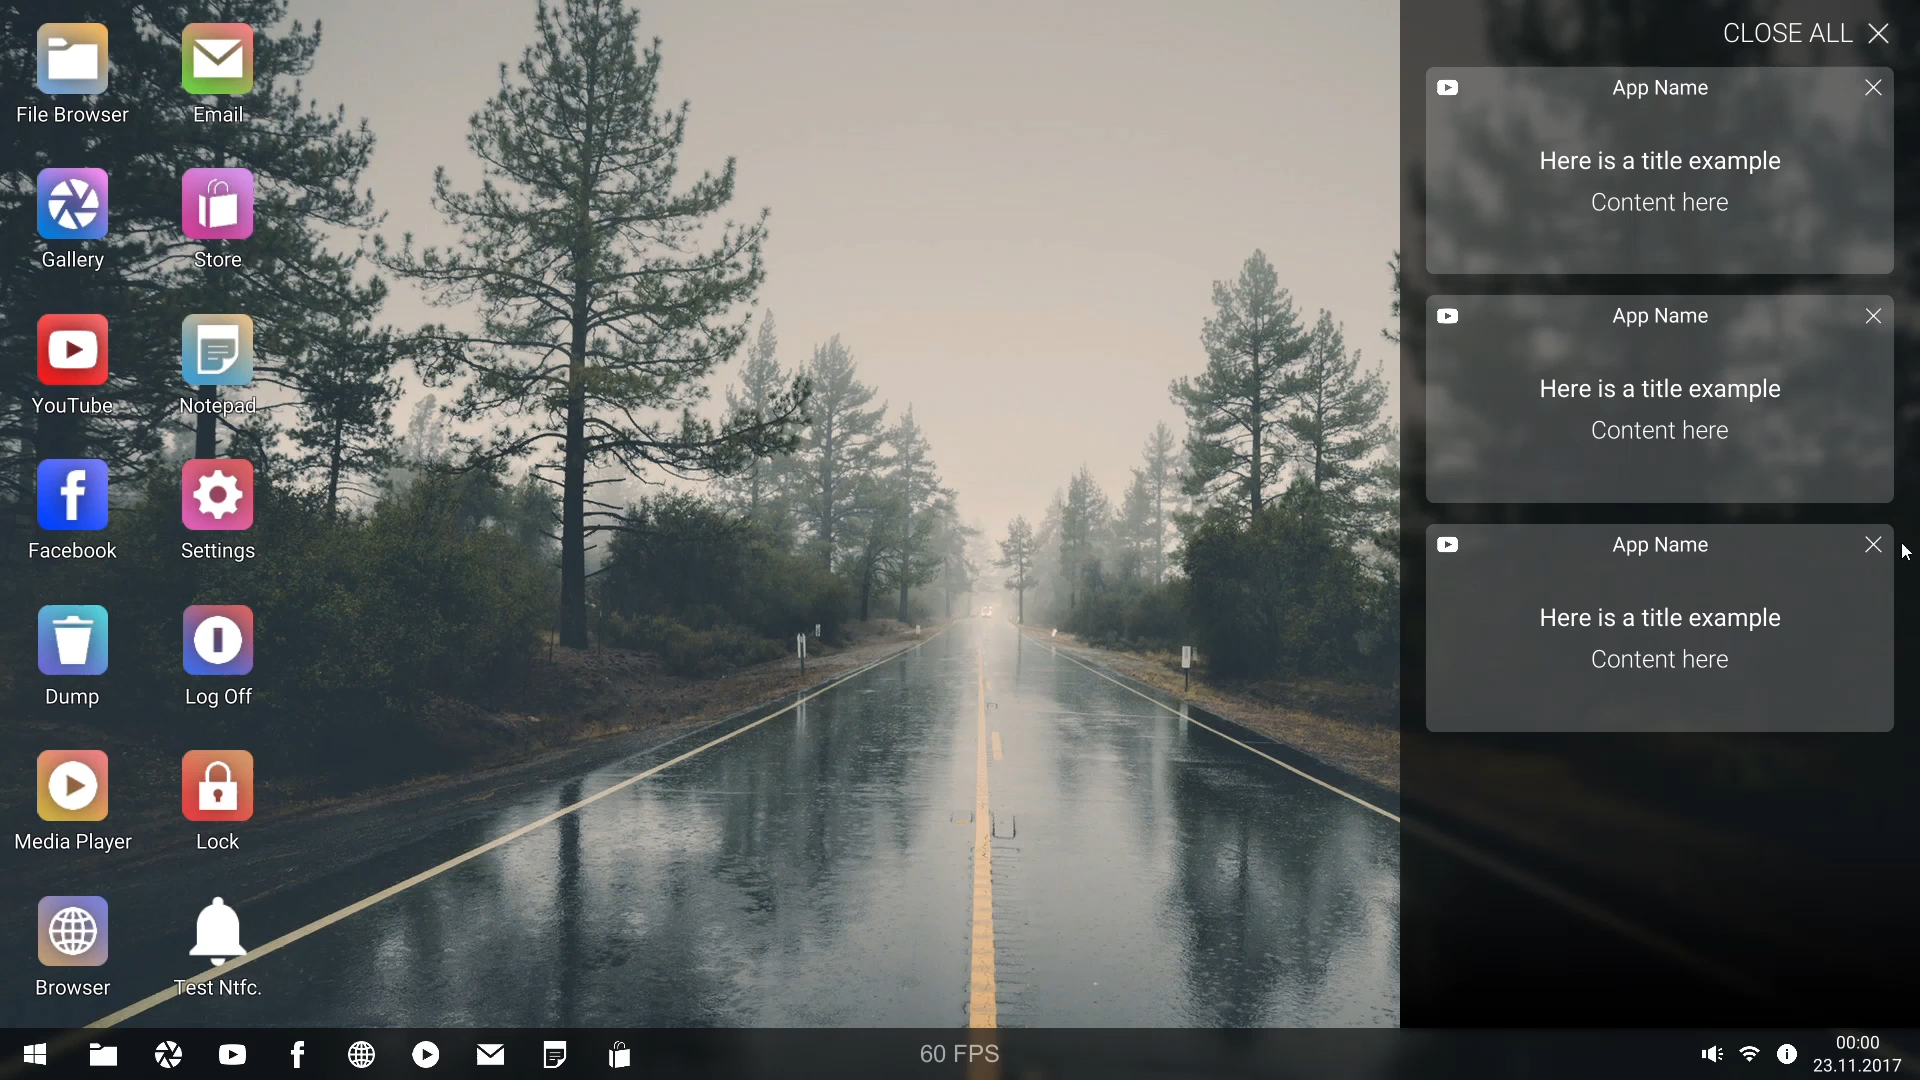 File Browser
Email
Gallery
Store
YouTube
Notepad
Facebook
Settings
Dump
Log Off
Media Player
Lock
Browser
Test Ntfc.
CLOSE ALL
App Name
Here is a title example
Content here
App Name
Here is a title example
Content here
App Name
Here is a title example
Content here
60 FPS
00:00
23.11.2017